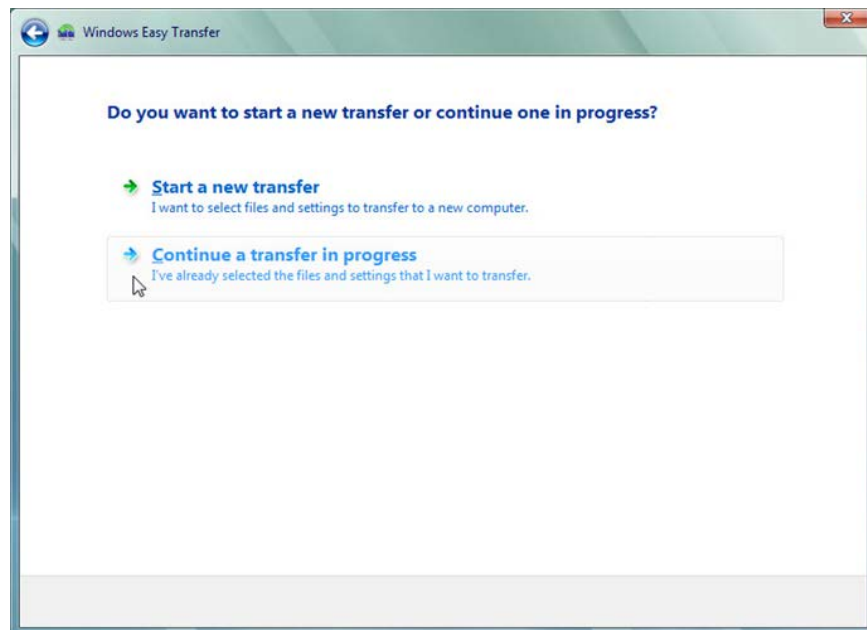 Windows Easy Transfer
Do you want to start a new transfer or continue one in progress?
Start a new transfer
I want to select files and settings to transfer to a new computer.
Continue a transfer in progress
I've already selected the files and settings that I want to transfer.